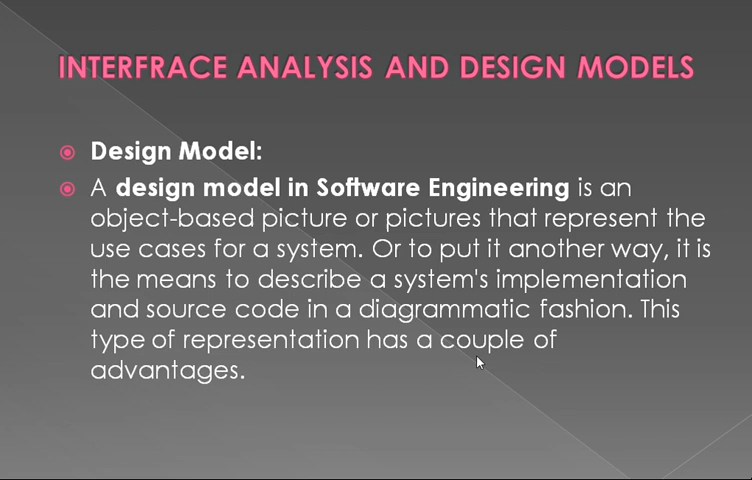 INTERFRACE ANALYSIS AND DESIGN MODELS
Design Model:
A design model in Software Engineering is an
object-based picture or pictures that represent the
use cases for a system. Or to put it another way, it is
the means to describe a system's implementation
and source code in a diagrammatic fashion. This
type of representation has a couple of
advantages.